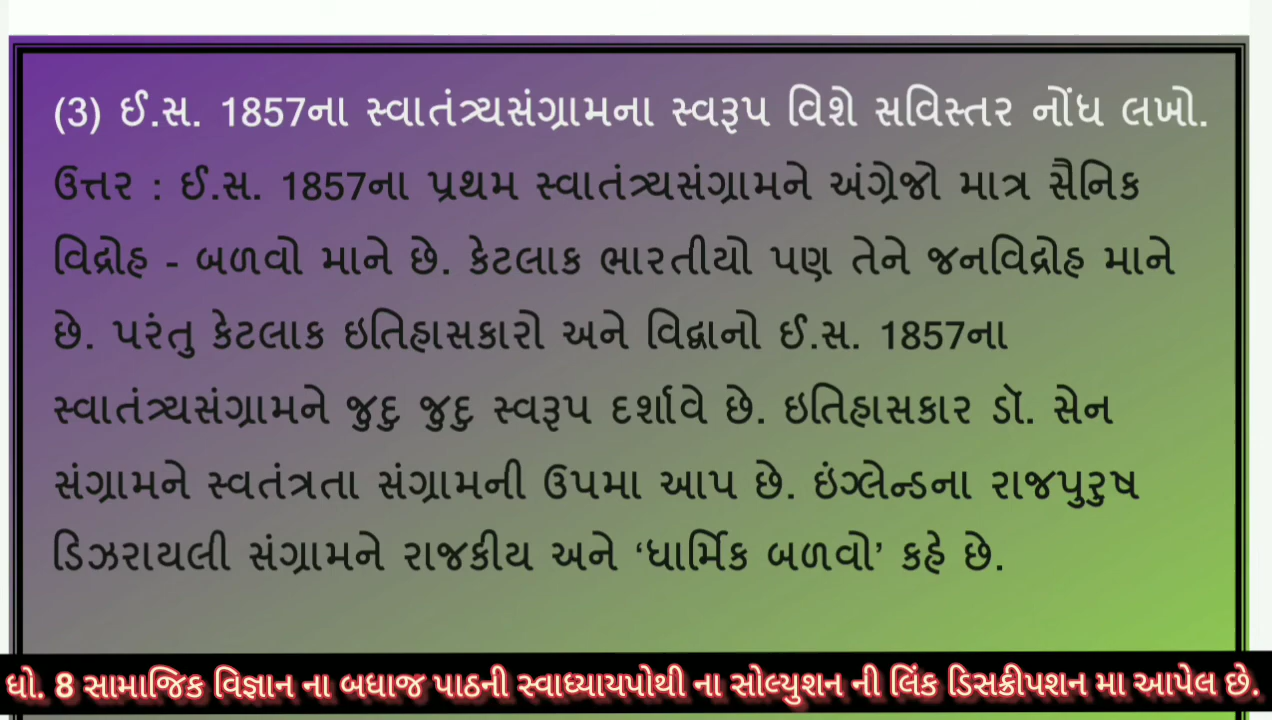 (3) ઈ.સ. 1857ના સ્વાતંત્ર્યસંગ્રામના સ્વરૂપ વિશે સવિસ્તર નોંધ લખો.
ઉત્તર : ઈ.સ. 1857ના પ્રથમ સ્વાતંત્ર્યસંગ્રામને અંગ્રેજો માત્ર સૈનિક
વિદ્રોહ - બળવો માને છે. કેટલાક ભારતીયો પણ તેને જનવિદ્રોહ માને
છે. પરંતુ કેટલાક ઇતિહાસકારો અને વિદ્વાનો ઈ.સ. 1857ના
સ્વાતંત્ર્યસંગ્રામને જુદુ જુદુ સ્વરૂપ દર્શાવે છે. ઇતિહાસકાર ડૉ. સેન
સંગ્રામને સ્વતંત્રતા સંગ્રામની ઉપમા આપ છે. ઇંગ્લેન્ડના રાજપુરુષ
ડિઝરાયલી સંગ્રામને રાજકીય અને ‘ધાર્મિક બળવો’ કહે છે.
ધો. 8 સામાજિક વિજ્ઞાન ના બધાજ પાઠની સ્વાધ્યાયપોથી ના સોલ્યુશન ની લિંક ડિસક્રીપશન મા આપેલ છે.